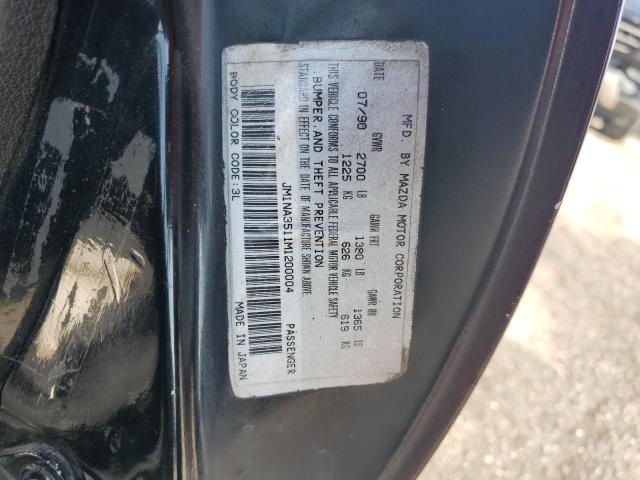 MFD. BY MAZDA MOTOR CORPORATION
DATE GVWR GAWR FRT GAWR RR
07/90 2700 LB 1380 LB 1365 LB
1225 KG 626 KG 619 KG
THIS VEHICLE CONFORMS TO ALL APPLICABLE FEDERAL MOTOR VEHICLE SAFETY
BUMPER AND THEFT PREVENTION
STANDARD IN EFFECT ON THE DATE OF MANUFACTURE SHOWN ABOVE.
JM1NA3511M1200004 PASSENGER
BODY COLOR CODE:3L MADE IN JAPAN